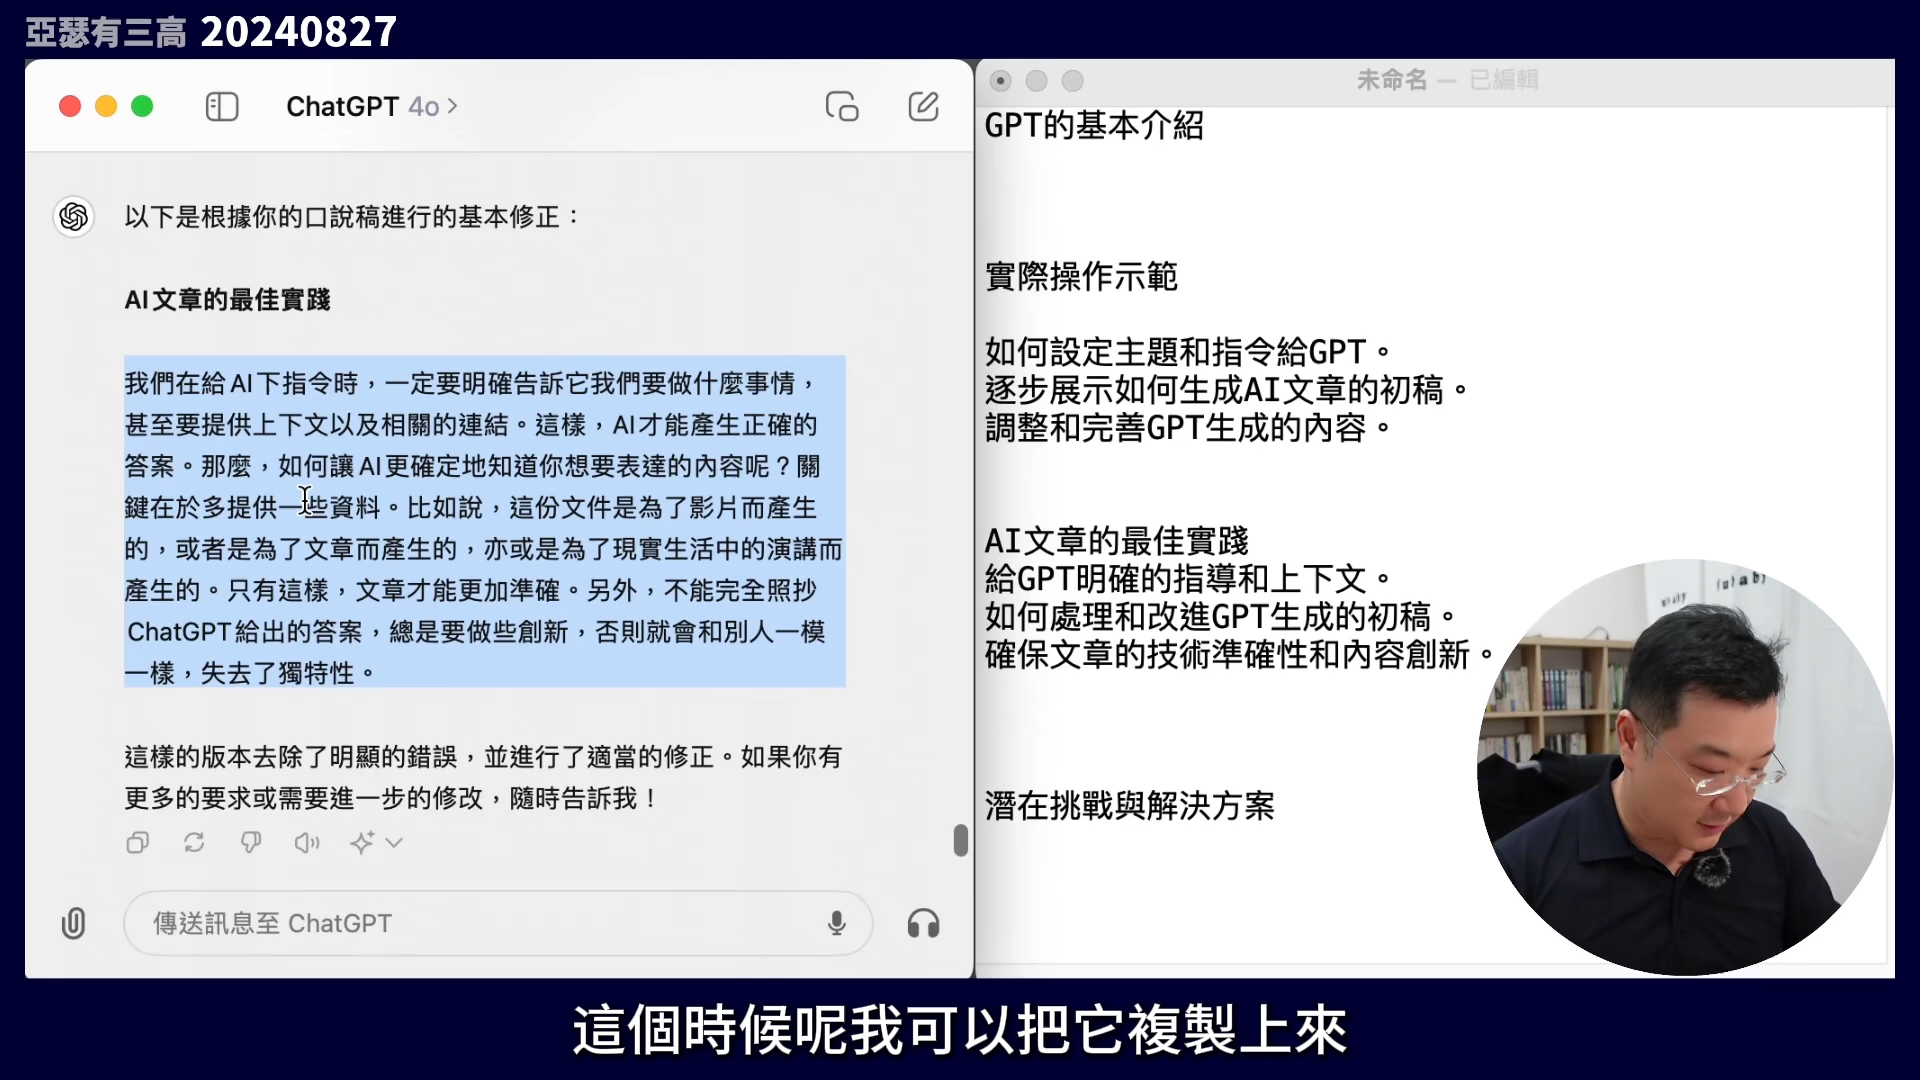 亞瑟有三高 20240827
ChatGPT 4o >
以下是根據你的口說稿進行的基本修正：
AI文章的最佳實踐
我們在給AI下指令時，一定要明確告訴它我們要做什麼事情，
甚至要提供上下文以及相關的連結。這樣，AI才能產生正確的
答案。那麼，如何讓AI更確定地知道你想要表達的內容呢？關
鍵在於多提供一些資料。比如說，這份文件是為了影片而產生
的，或者是為了文章而產生的，亦或是為了現實生活中的演講而
產生的。只有這樣，文章才能更加準確。另外，不能完全照抄
ChatGPT給出的答案，總是要做些創新，否則就會和別人一模
一樣，失去了獨特性。
這樣的版本去除了明顯的錯誤，並進行了適當的修正。如果你有
更多的要求或需要進一步的修改，隨時告訴我！
傳送訊息至 ChatGPT
未命名 — 已編輯
GPT的基本介紹
實際操作示範
如何設定主題和指令給GPT。
逐步展示如何生成AI文章的初稿。
調整和完善GPT生成的內容。
AI文章的最佳實踐
給GPT明確的指導和上下文。
如何處理和改進GPT生成的初稿。
確保文章的技術準確性和內容創新。
潛在挑戰與解決方案
這個時候呢我可以把它複製上來